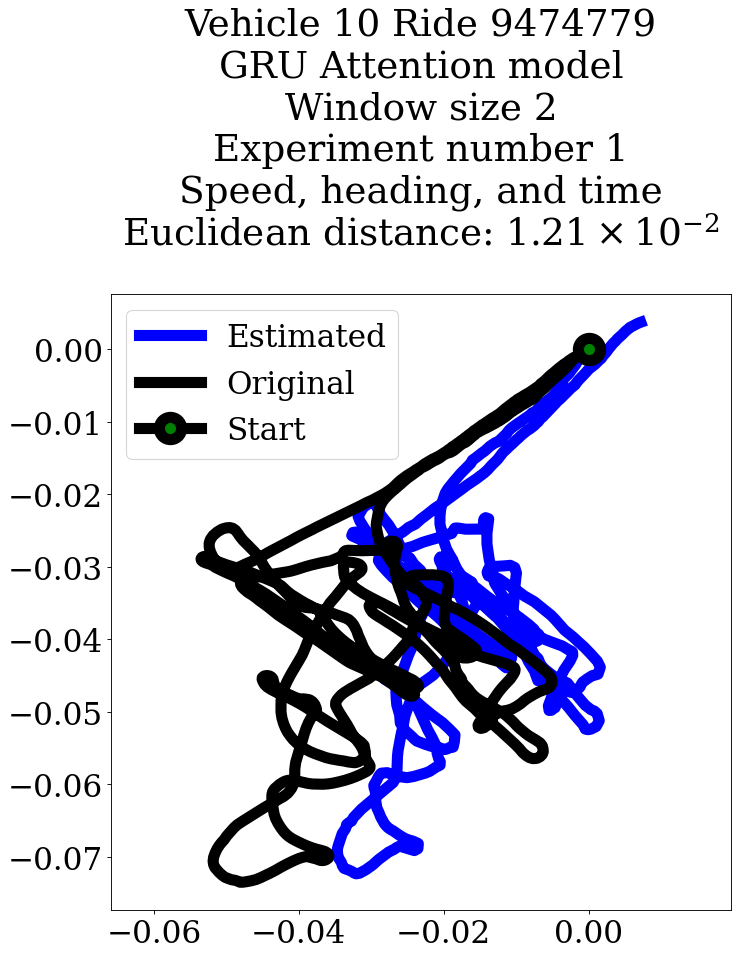 Vehicle 10 Ride 9474779
GRU Attention model
Window size 2
Experiment number 1
Speed, heading, and time
Euclidean distance: 1.21 × 10⁻²
Estimated
Original
Start
0.00
−0.01
−0.02
−0.03
−0.04
−0.05
−0.06
−0.07
−0.06 −0.04 −0.02 0.00